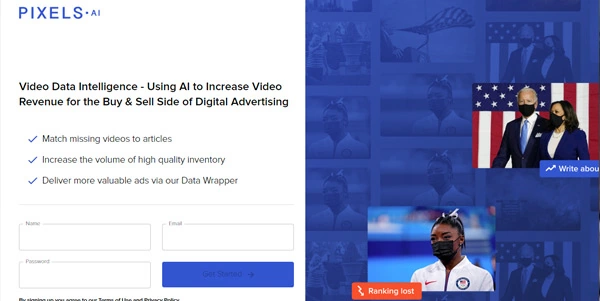 PIXELS.AI
Video Data Intelligence - Using AI to Increase Video
Revenue for the Buy & Sell Side of Digital Advertising
Match missing videos to articles
Increase the volume of high quality inventory
Deliver more valuable ads via our Data Wrapper
Name
Email
Password
Get Started
By signing up you agree to our Terms of Use and Privacy Policy
Write abou
Ranking lost